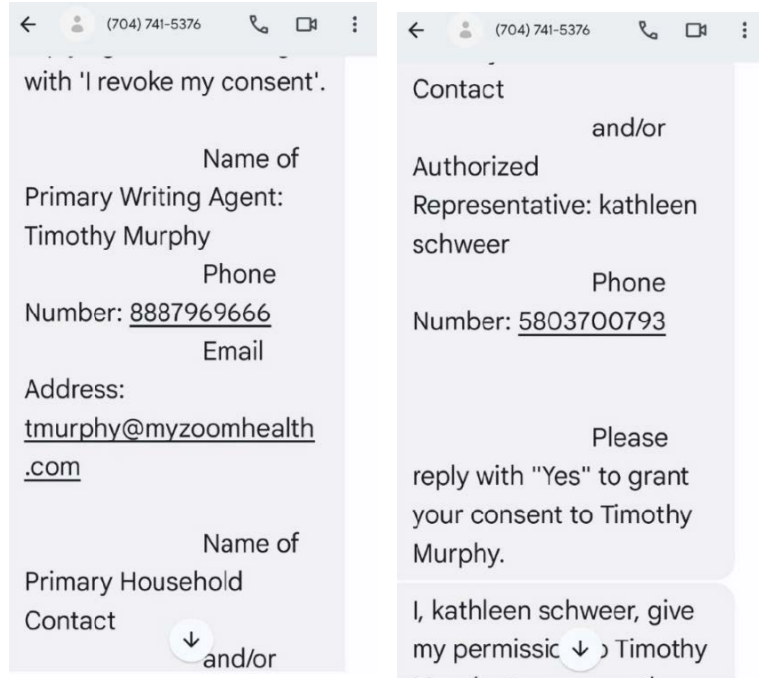 (704) 741-5376
with 'I revoke my consent'.
Name of
Primary Writing Agent:
Timothy Murphy
Phone
Number: 8887969666
Email
Address:
tmurphy@myzoomhealth
.com
Name of
Primary Household
Contact
and/or
(704) 741-5376
Contact
and/or
Authorized
Representative: kathleen
schweer
Phone
Number: 5803700793
Please
reply with "Yes" to grant
your consent to Timothy
Murphy.
I, kathleen schweer, give
my Timothy